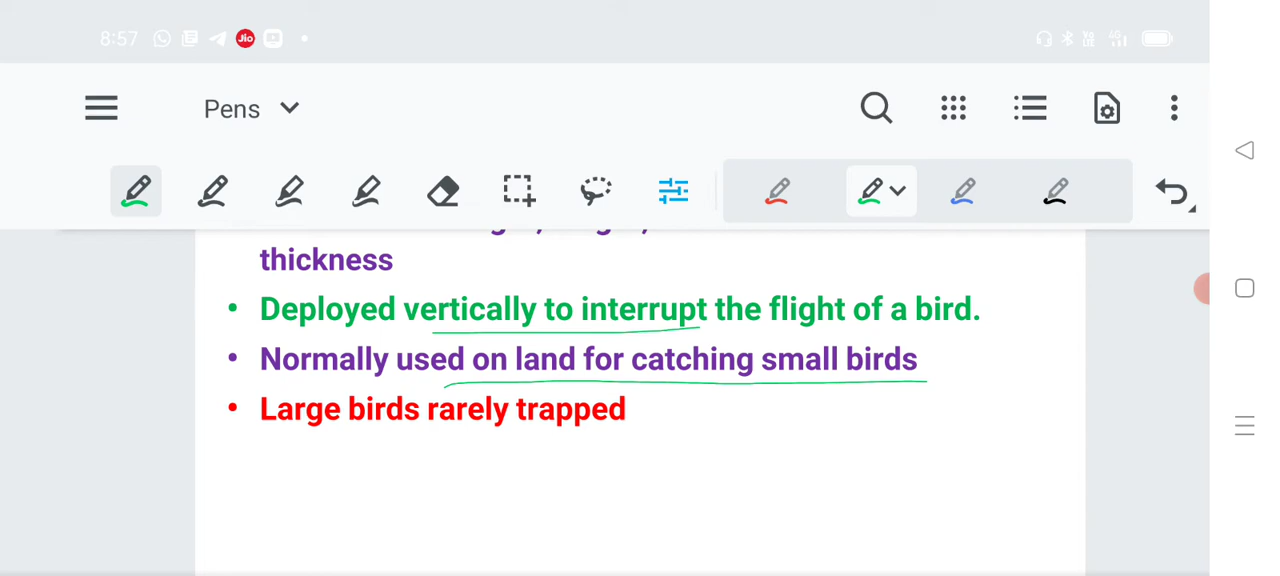 8:57
Jio
Pens
thickness
• Deployed vertically to interrupt the flight of a bird.
• Normally used on land for catching small birds
• Large birds rarely trapped